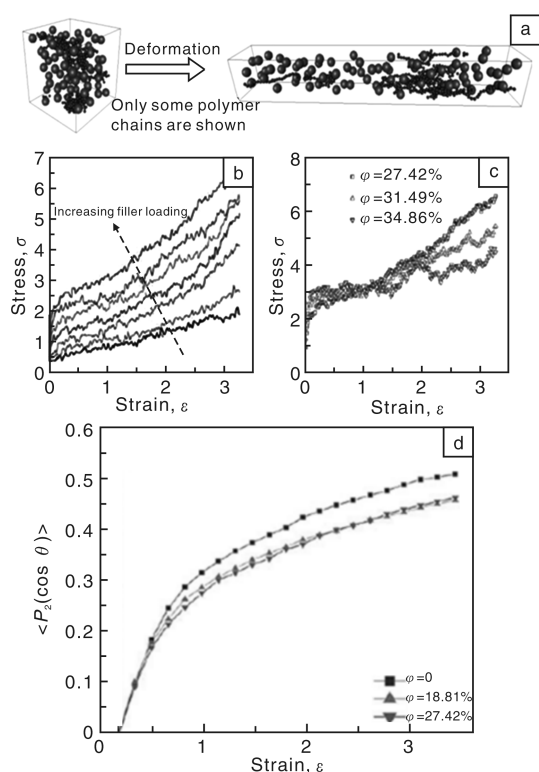 a
Deformation
Only some polymer
chains are shown
b
7
6
5
4
3
2
1
0
Increasing filler loading
Stress, σ
0 1 2 3
Strain, ε
c
φ=27.42%
φ=31.49%
φ=34.86%
8
6
4
2
0
Stress, σ
0 1 2 3
Strain, ε
d
0.6
0.5
0.4
0.3
0.2
0.1
0
<P₂(cos θ)>
φ=0
φ=18.81%
φ=27.42%
0 1 2 3
Strain, ε